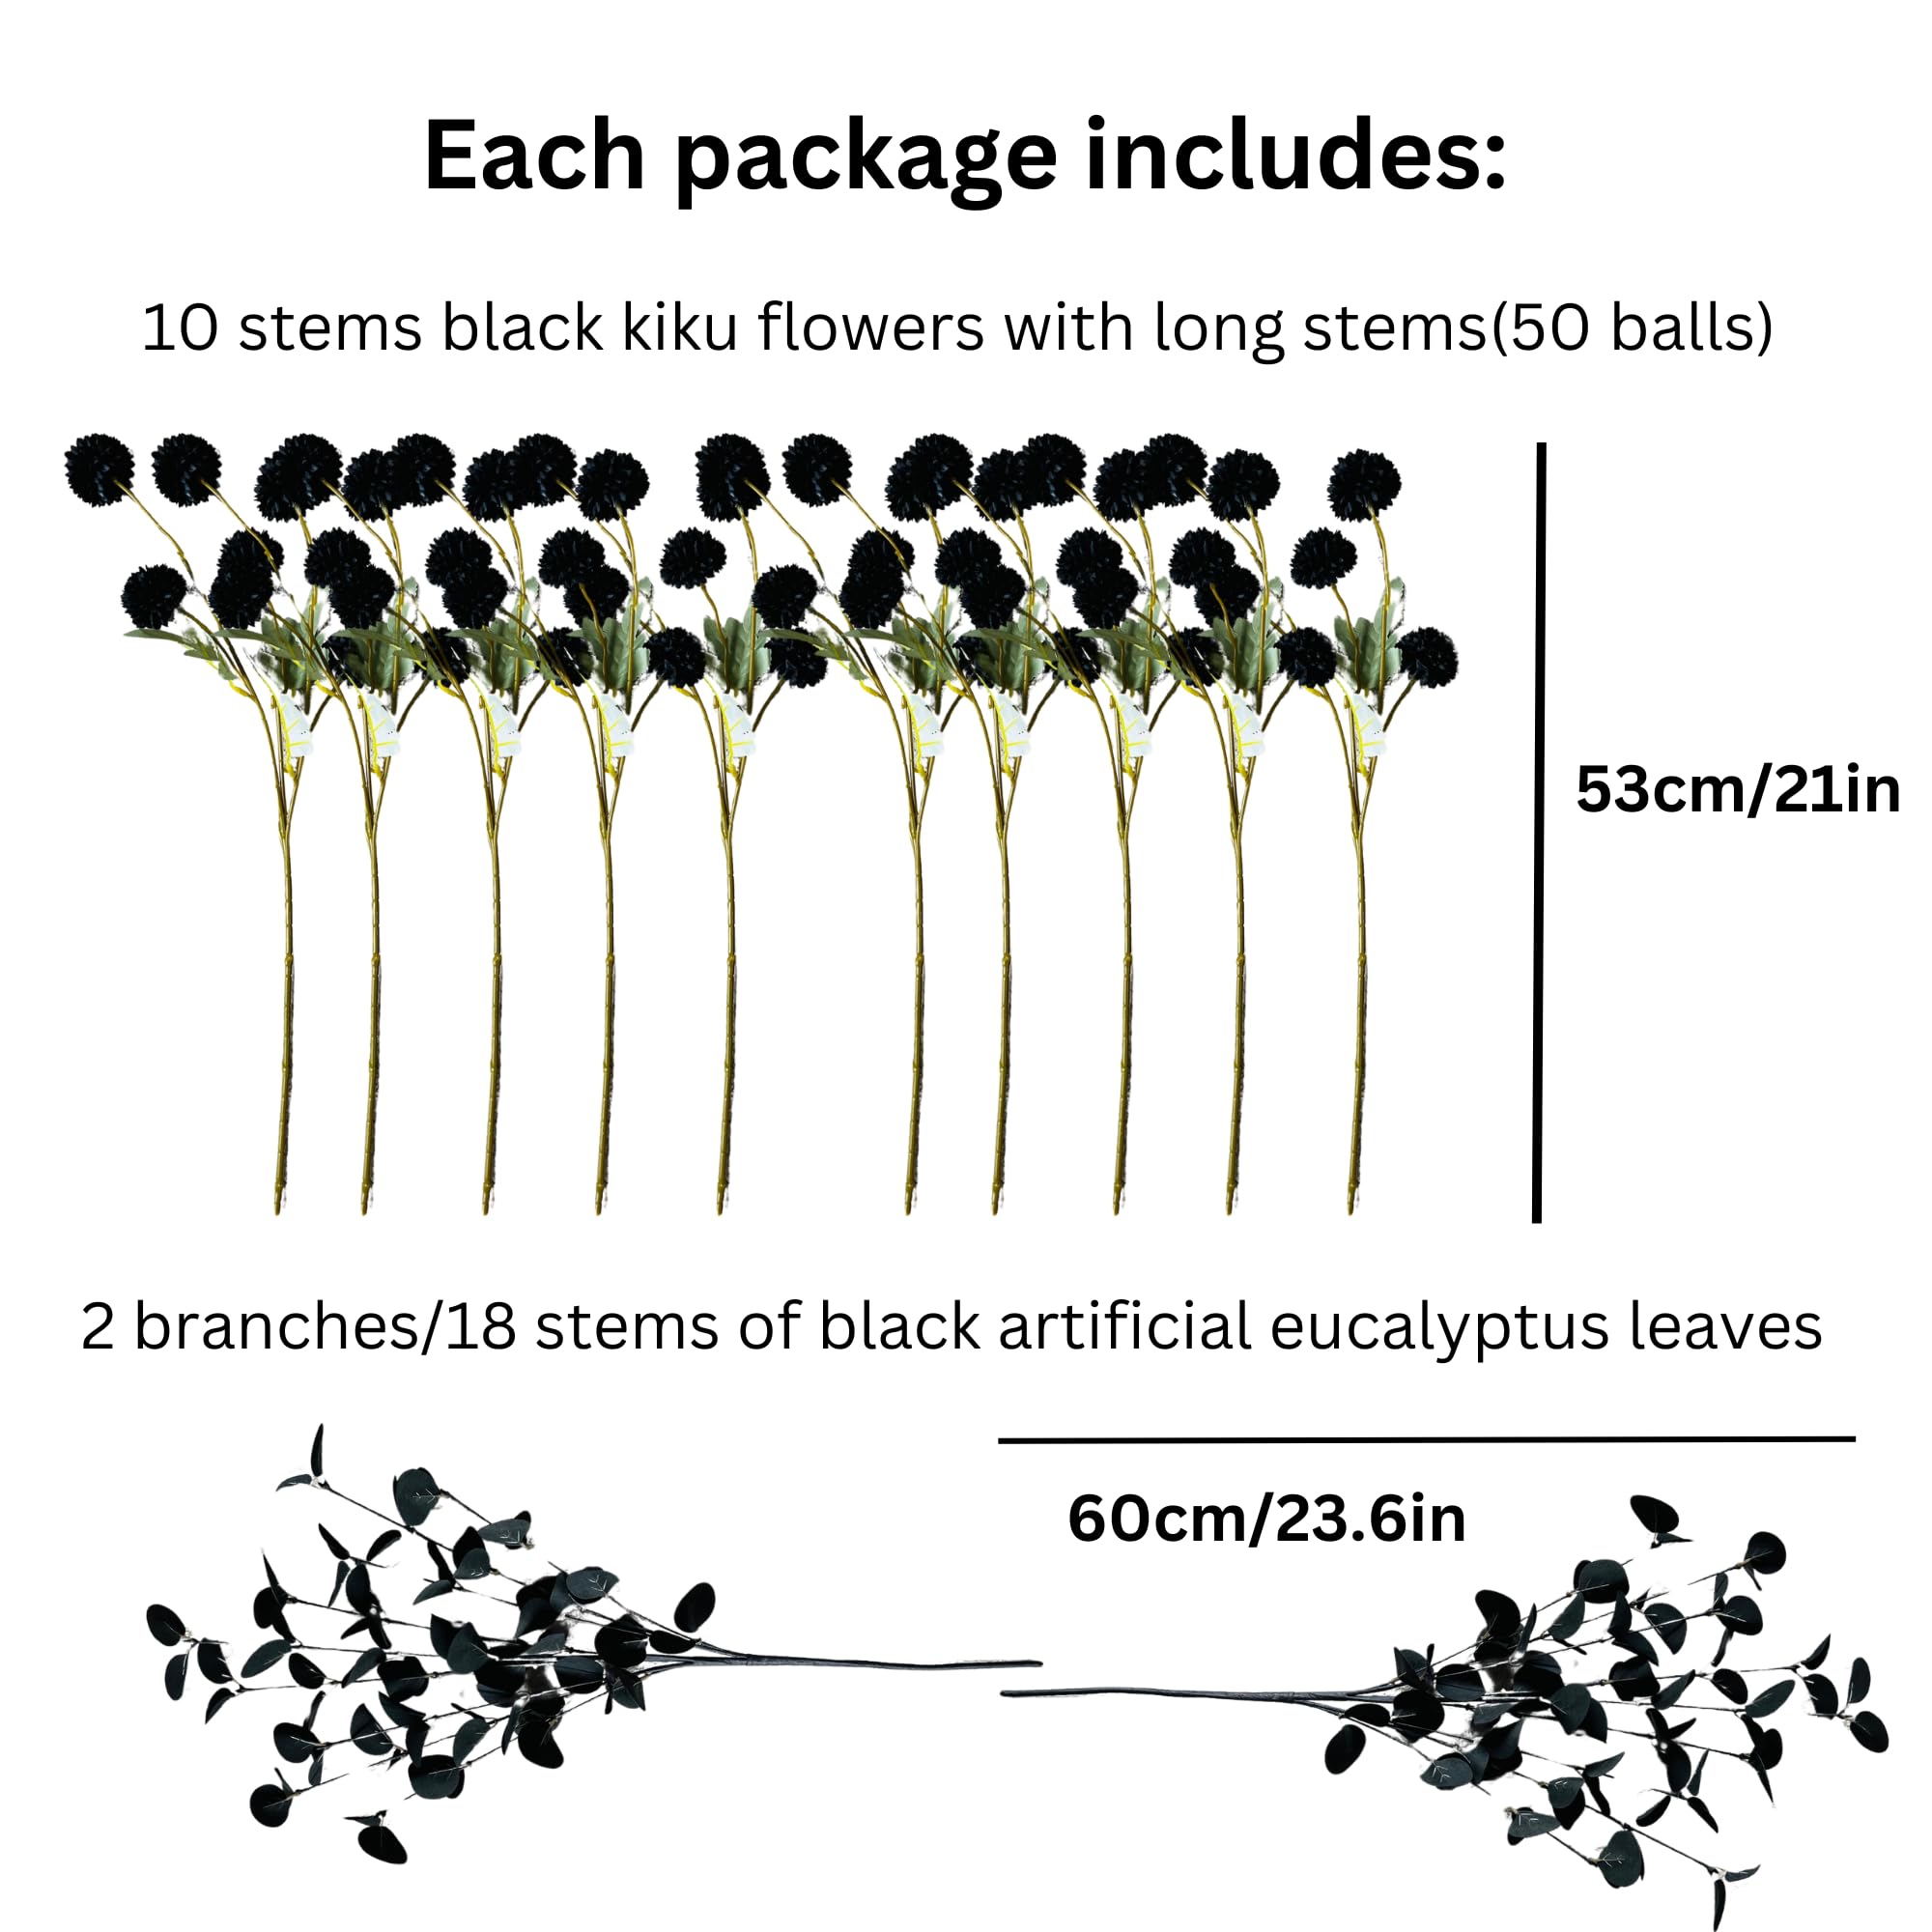 Each package includes:
10 stems black kiku flowers with long stems(50 balls)
53cm/21in
2 branches/18 stems of black artificial eucalyptus leaves
60cm/23.6in